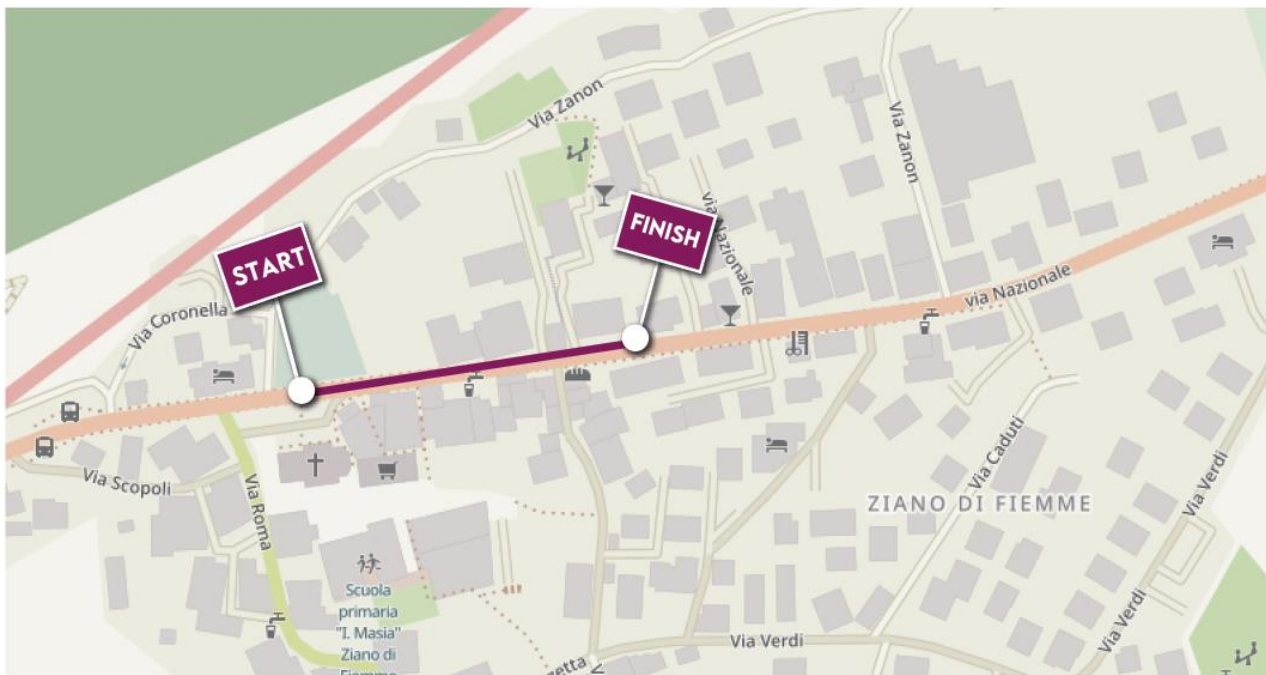 Via Zanon
Via Zanon
via Nazionale
FINISH
START
via Nazionale
Via Coronella
Via Caduti
Via Verdi
Via Scopoli
ZIANO DI FIEMME
Via Roma
Scuola
primaria
"I. Masia"
Ziano di
Via Verdi
Via Verdi